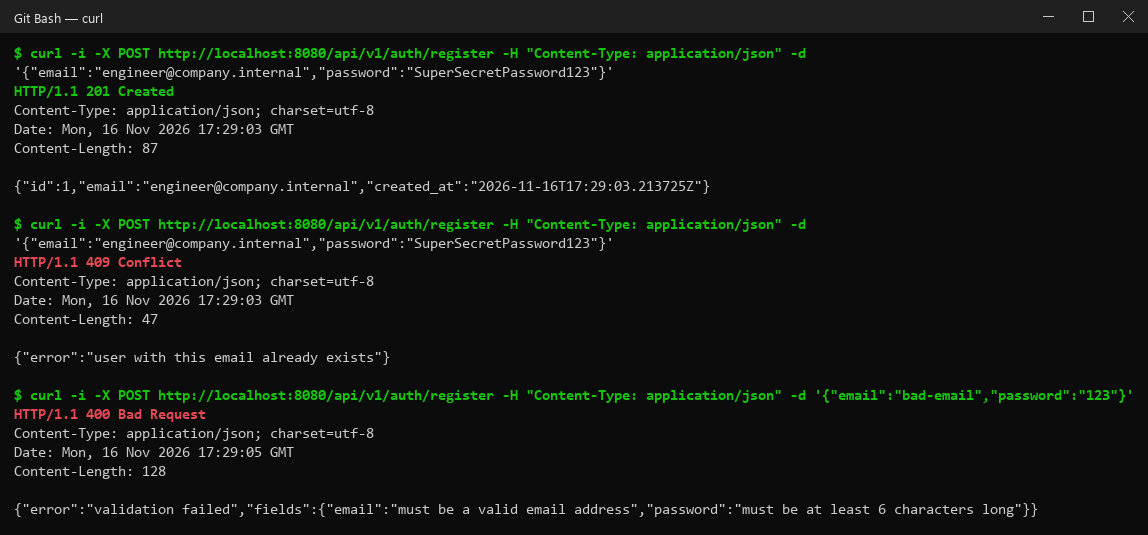 Git Bash — curl
$ curl -i -X POST http://localhost:8080/api/v1/auth/register -H "Content-Type: application/json" -d
'{"email":"engineer@company.internal","password":"SuperSecretPassword123"}'
HTTP/1.1 201 Created
Content-Type: application/json; charset=utf-8
Date: Mon, 16 Nov 2026 17:29:03 GMT
Content-Length: 87

{"id":1,"email":"engineer@company.internal","created_at":"2026-11-16T17:29:03.213725Z"}

$ curl -i -X POST http://localhost:8080/api/v1/auth/register -H "Content-Type: application/json" -d
'{"email":"engineer@company.internal","password":"SuperSecretPassword123"}'
HTTP/1.1 409 Conflict
Content-Type: application/json; charset=utf-8
Date: Mon, 16 Nov 2026 17:29:03 GMT
Content-Length: 47

{"error":"user with this email already exists"}

$ curl -i -X POST http://localhost:8080/api/v1/auth/register -H "Content-Type: application/json" -d '{"email":"bad-email","password":"123"}'
HTTP/1.1 400 Bad Request
Content-Type: application/json; charset=utf-8
Date: Mon, 16 Nov 2026 17:29:05 GMT
Content-Length: 128

{"error":"validation failed","fields":{"email":"must be a valid email address","password":"must be at least 6 characters long"}}